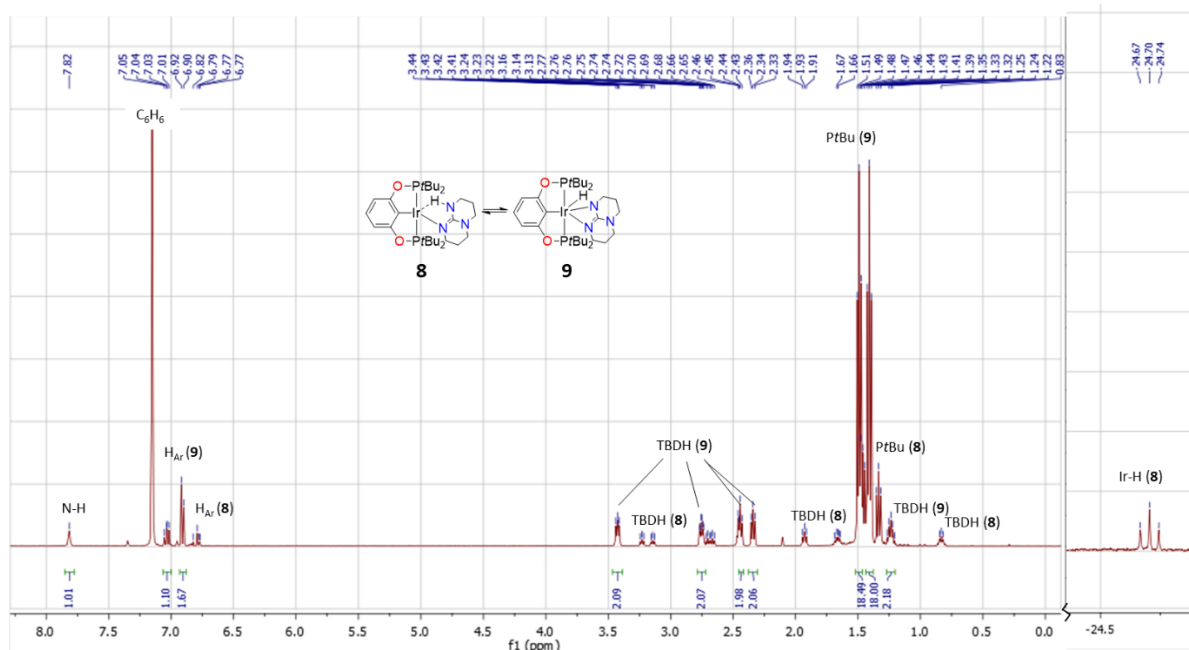 7.82
7.05 7.04 7.03 7.01 6.92 6.90 6.82 6.79 6.77 6.77
3.44 3.43 3.42 3.41 3.24 3.23 3.22 3.16 3.14 3.13 2.77 2.76 2.76 2.75 2.74 2.74 2.72 2.70 2.69 2.68 2.66 2.65 2.46 2.45 2.44 2.43 2.36 2.34 2.33 1.94 1.93 1.91 1.67 1.66 1.51 1.49 1.48 1.47 1.46 1.44 1.43 1.41 1.39 1.35 1.33 1.32 1.25 1.24 1.22 0.83
24.67 24.70 24.74
C₆H₆
PtBu (9)
O PtBu₂
H
Ir N
N N
O PtBu₂
8
O PtBu₂
H
Ir N
N N
O PtBu₂
9
H_Ar (9)
N-H
H_Ar (8)
TBDH (9)
TBDH (8)
TBDH (8)
PtBu (8)
TBDH (9)
TBDH (8)
Ir-H (8)
1.01 1.10 1.67 2.09 2.07 1.98 2.06 18.49 18.00 2.18
8.0 7.5 7.0 6.5 6.0 5.5 5.0 4.5 4.0 3.5 3.0 2.5 2.0 1.5 1.0 0.5 0.0 -24.5
f1 (ppm)